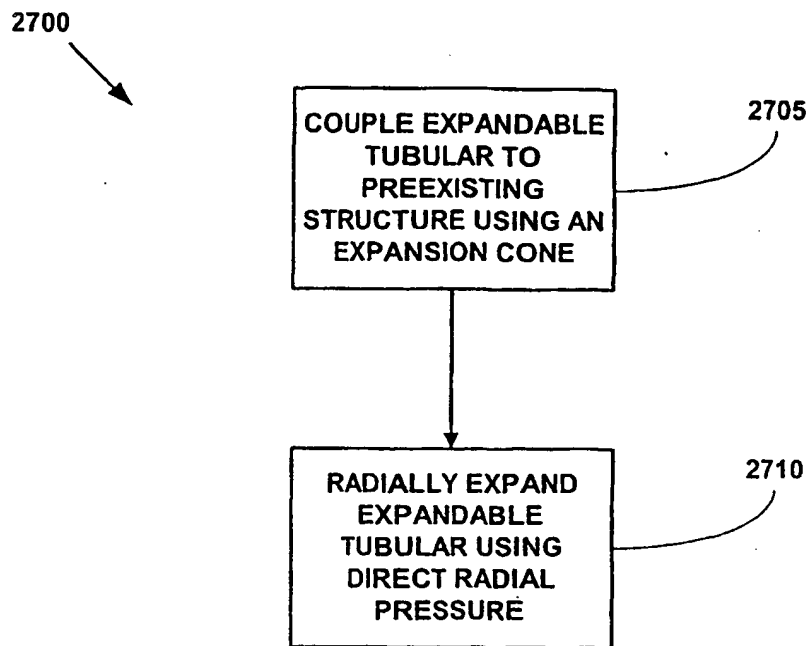 2700
COUPLE EXPANDABLE
TUBULAR TO
PREEXISTING
STRUCTURE USING AN
EXPANSION CONE
2705
RADIALLY EXPAND
EXPANDABLE
TUBULAR USING
DIRECT RADIAL
PRESSURE
2710